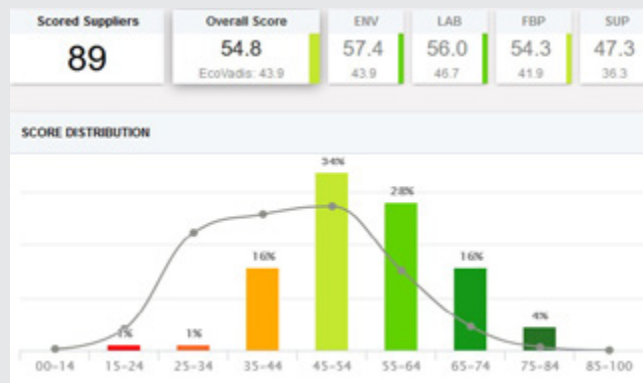 Scored Suppliers
89
Overall Score
54.8
EcoVadis: 43.9
ENV
57.4
43.9
LAB
56.0
46.7
FBP
54.3
41.9
SUP
47.3
36.3
SCORE DISTRIBUTION
1%
1%
16%
34%
28%
16%
4%
00-14 15-24 25-34 35-44 45-54 55-64 65-74 75-84 85-100